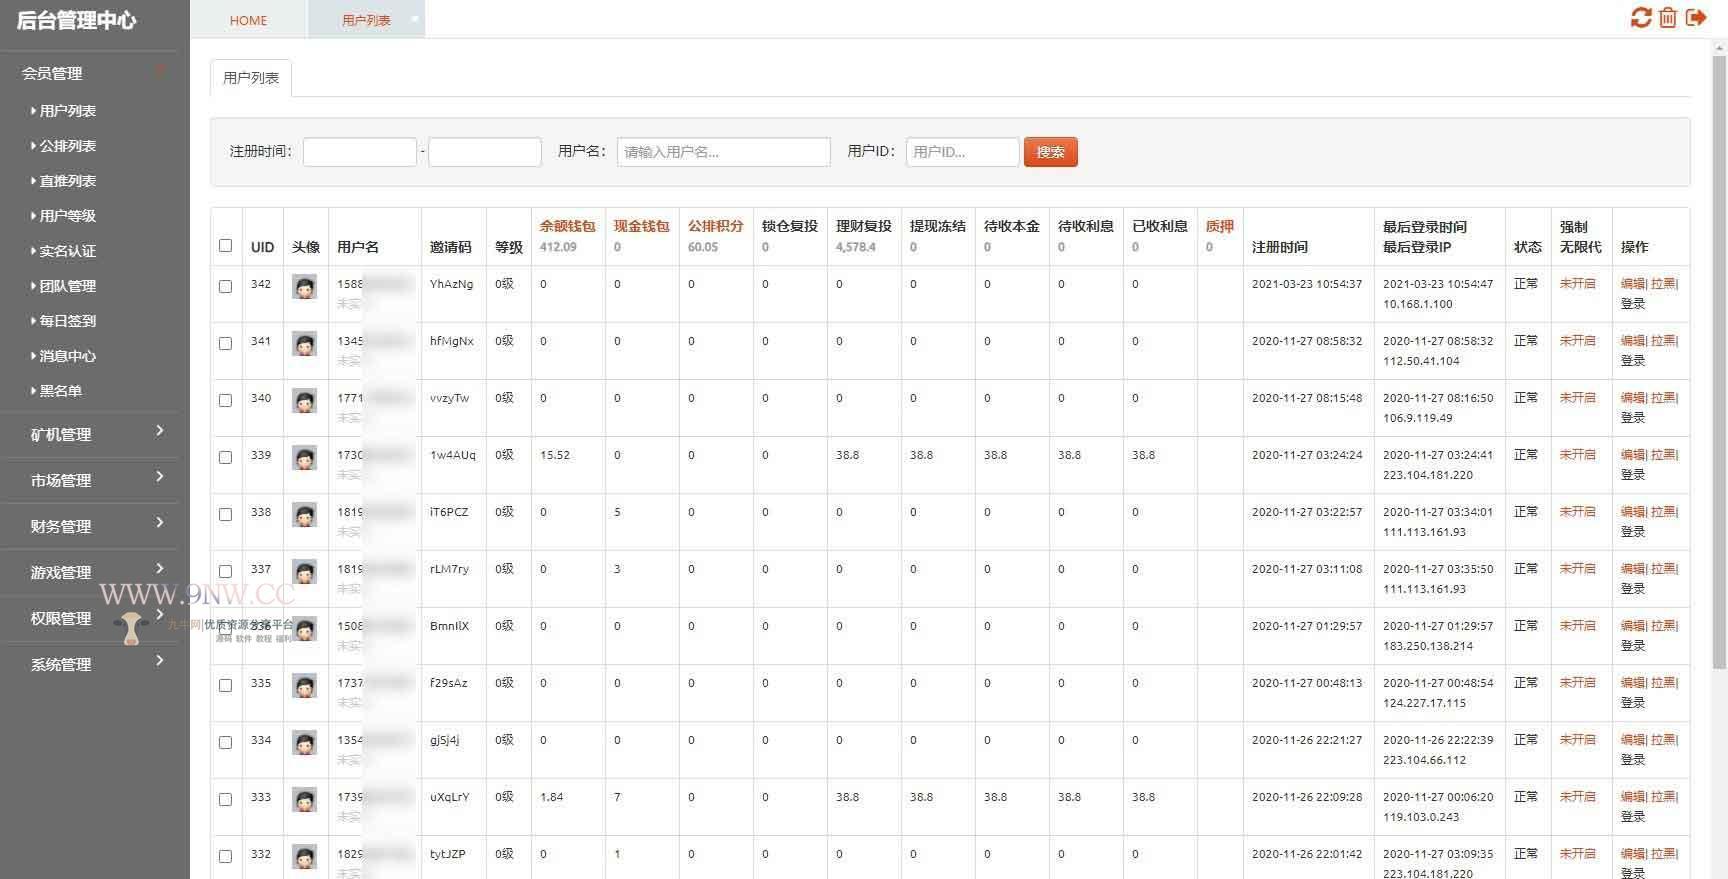 后台管理中心
HOME
用户列表
会员管理
用户列表
公排列表
直推列表
用户等级
实名认证
团队管理
每日签到
消息中心
黑名单
矿机管理
市场管理
财务管理
游戏管理
权限管理
系统管理
用户列表
注册时间： - 用户名： 请输入用户名... 用户ID： 用户ID... 搜索
UID 头像 用户名 邀请码 等级 余额钱包 现金钱包 公排积分 锁仓复投 理财复投 提现冻结 待收本金 待收利息 已收利息 质押 注册时间 最后登录时间 最后登录IP 状态 强制 无限代 操作
412.09 0 60.05 0 4,578.4 0 0 0 0 0
342 1588 YhAzNg 0级 0 0 0 0 0 0 0 0 0 2021-03-23 10:54:37 2021-03-23 10:54:47 正常 未开启 编辑| 拉黑|
未实 10.168.1.100 登录
341 1345 hfMgNx 0级 0 0 0 0 0 0 0 0 0 2020-11-27 08:58:32 2020-11-27 08:58:32 正常 未开启 编辑| 拉黑|
未实 112.50.41.104 登录
340 1771 vvzyTw 0级 0 0 0 0 0 0 0 0 0 2020-11-27 08:15:48 2020-11-27 08:16:50 正常 未开启 编辑| 拉黑|
未实 106.9.119.49 登录
339 1730 1w4AUq 0级 15.52 0 0 0 38.8 38.8 38.8 38.8 38.8 2020-11-27 03:24:24 2020-11-27 03:24:41 正常 未开启 编辑| 拉黑|
未实 223.104.181.220 登录
338 1819 iT6PCZ 0级 0 5 0 0 0 0 0 0 0 2020-11-27 03:22:57 2020-11-27 03:34:01 正常 未开启 编辑| 拉黑|
未实 111.113.161.93 登录
337 1819 rLM7ry 0级 0 3 0 0 0 0 0 0 0 2020-11-27 03:11:08 2020-11-27 03:35:50 正常 未开启 编辑| 拉黑|
未实 111.113.161.93 登录
336 1508 BmnIlX 0级 0 0 0 0 0 0 0 0 0 2020-11-27 01:29:57 2020-11-27 01:29:57 正常 未开启 编辑| 拉黑|
未实 183.250.138.214 登录
335 1737 f29sAz 0级 0 0 0 0 0 0 0 0 0 2020-11-27 00:48:13 2020-11-27 00:48:54 正常 未开启 编辑| 拉黑|
未实 124.227.17.115 登录
334 1354 gjSj4j 0级 0 0 0 0 0 0 0 0 0 2020-11-26 22:21:27 2020-11-26 22:22:39 正常 未开启 编辑| 拉黑|
未实 223.104.66.112 登录
333 1739 uXqLrY 0级 1.84 7 0 0 38.8 38.8 38.8 38.8 38.8 2020-11-26 22:09:28 2020-11-27 00:06:20 正常 未开启 编辑| 拉黑|
未实 119.103.0.243 登录
332 1829 tytJZP 0级 0 1 0 0 0 0 0 0 0 2020-11-26 22:01:42 2020-11-27 03:09:35 正常 未开启 编辑| 拉黑|
未实 223.104.181.220 登录
WWW.9NW.CC
九牛网|优质资源分享平台
源码 软件 教程 福利